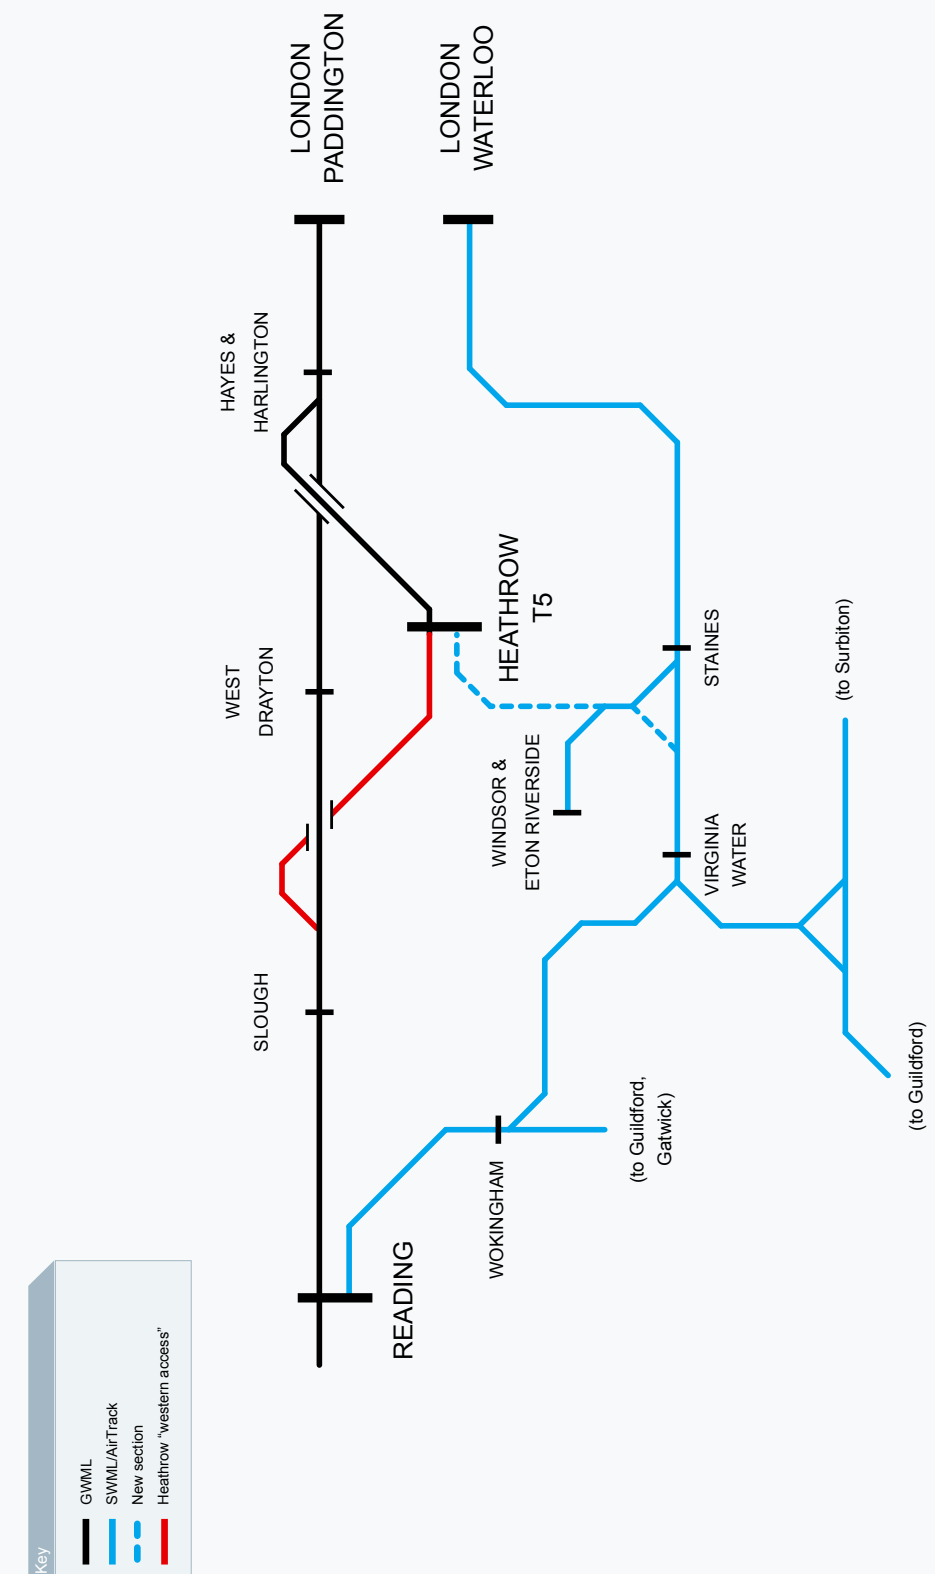 LONDON
PADDINGTON
LONDON
WATERLOO
HAYES &
HARLINGTON
HEATHROW
T5
WEST
DRAYTON
STAINES
(to Surbiton)
WINDSOR &
ETON RIVERSIDE
VIRGINIA
WATER
SLOUGH
(to Guildford)
(to Guildford,
Gatwick)
WOKINGHAM
READING
Key
GWML
SWML/AirTrack
New section
Heathrow “western access”